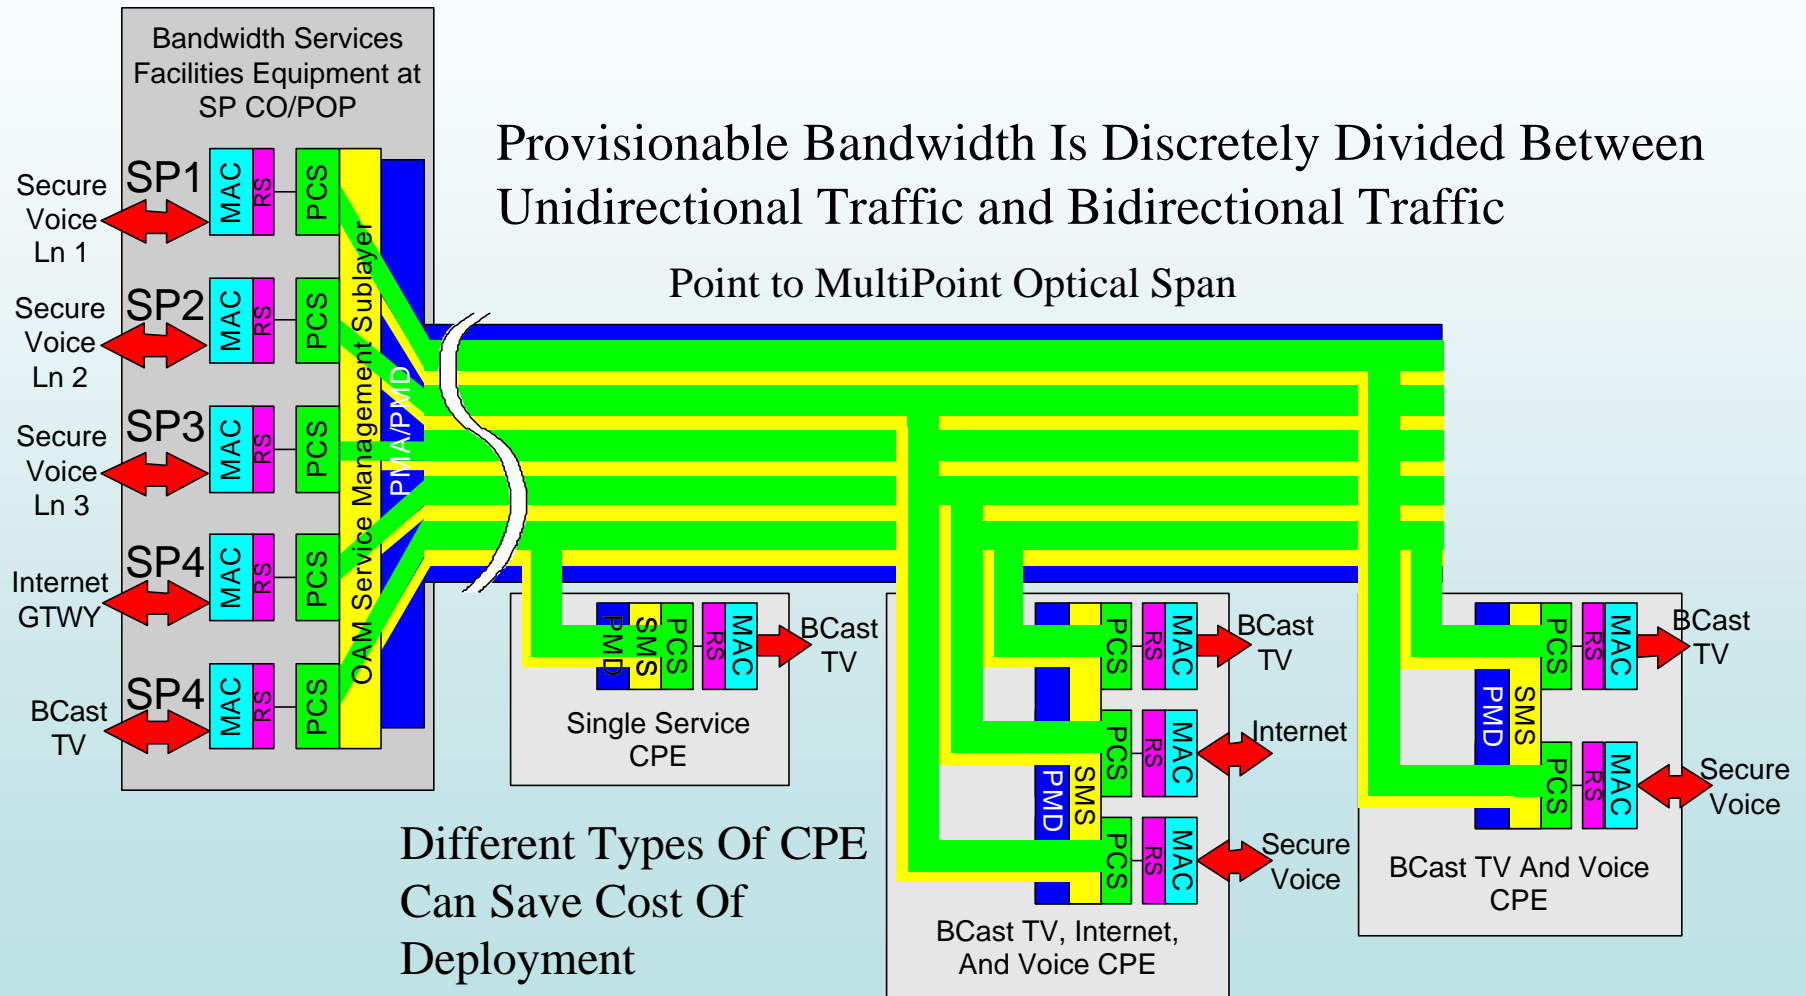 Bandwidth Services
Facilities Equipment at
SP CO/POP
Provisionable Bandwidth Is Discretely Divided Between
Unidirectional Traffic and Bidirectional Traffic
Point to MultiPoint Optical Span
Secure
Voice
Ln 1
SP1
MAC
RS
PCS
Secure
Voice
Ln 2
SP2
MAC
RS
PCS
Secure
Voice
Ln 3
SP3
MAC
RS
PCS
Internet
GTWY
SP4
MAC
RS
PCS
BCast
TV
SP4
MAC
RS
PCS
OAM Service Management Sublayer
PMA/PMD
PMD
SMS
PCS
RS
MAC
BCast
TV
Single Service
CPE
PCS
RS
MAC
BCast
TV
PCS
RS
MAC
Internet
PMD
SMS
PCS
RS
MAC
Secure
Voice
BCast TV, Internet,
And Voice CPE
PCS
RS
MAC
BCast
TV
PMD
SMS
PCS
RS
MAC
Secure
Voice
BCast TV And Voice
CPE
Different Types Of CPE
Can Save Cost Of
Deployment